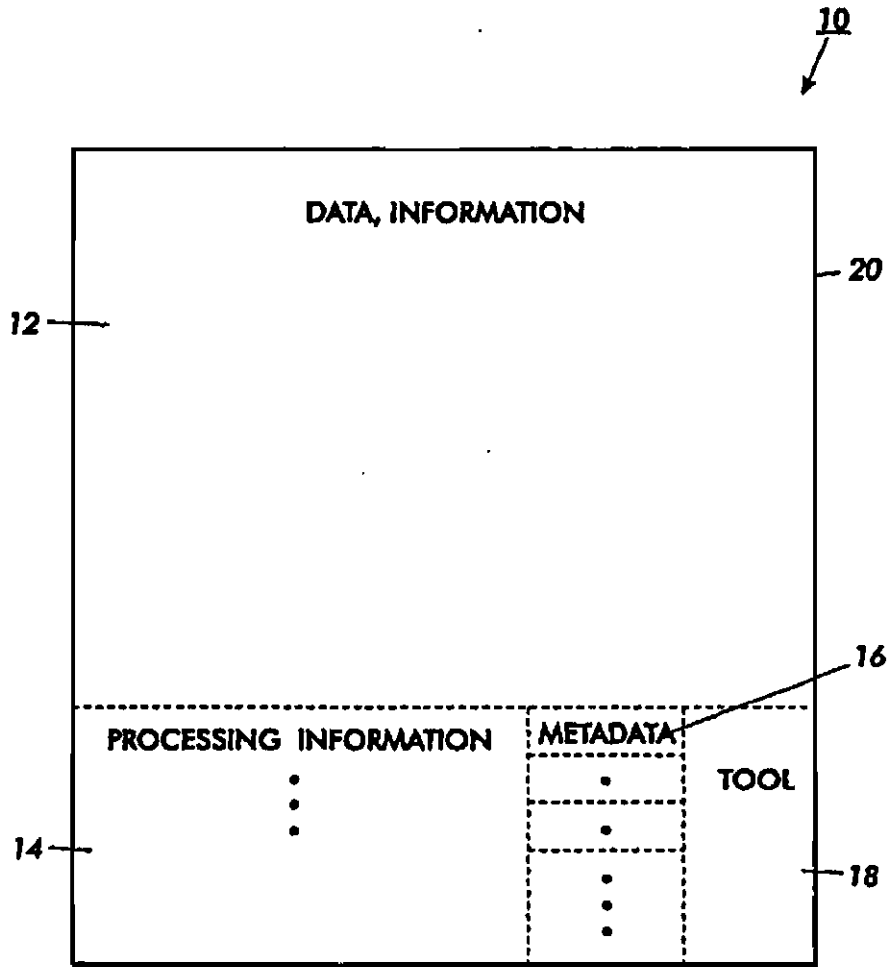 10
DATA, INFORMATION
20
12
16
PROCESSING INFORMATION
METADATA
TOOL
14
18